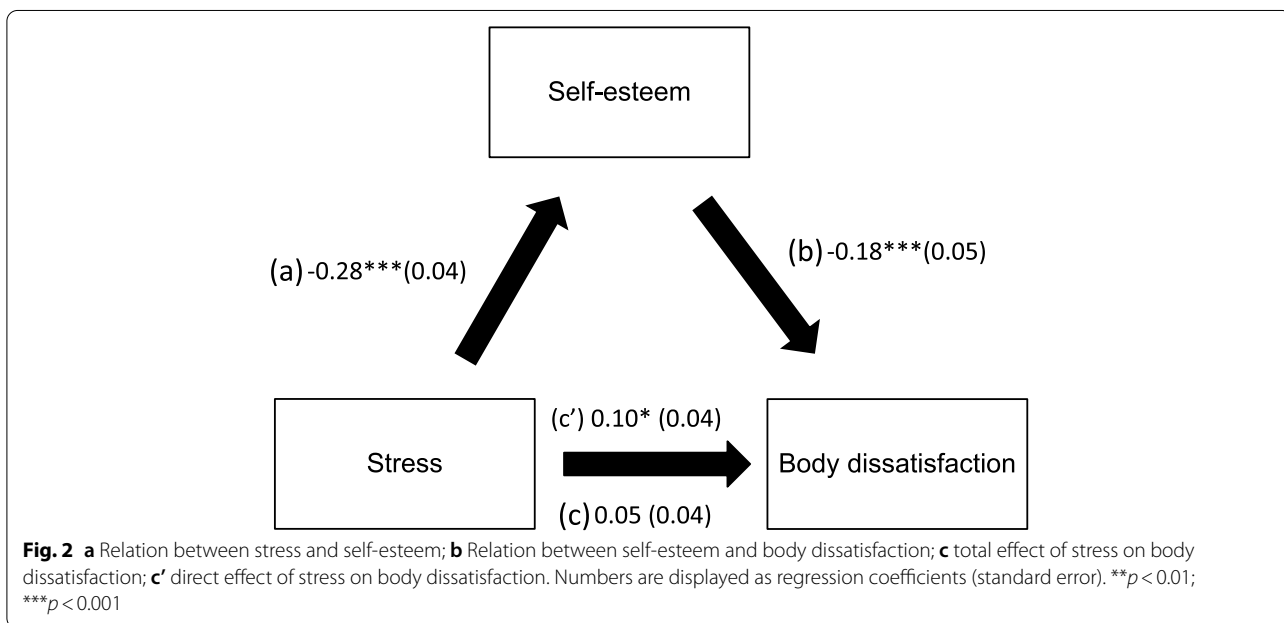 Self-esteem
(a) -0.28***(0.04)
(b) -0.18***(0.05)
Stress
(c’) 0.10* (0.04)
(c) 0.05 (0.04)
Body dissatisfaction
Fig. 2 a Relation between stress and self-esteem; b Relation between self-esteem and body dissatisfaction; c total effect of stress on body
dissatisfaction; c’ direct effect of stress on body dissatisfaction. Numbers are displayed as regression coefficients (standard error). **p < 0.01;
***p < 0.001